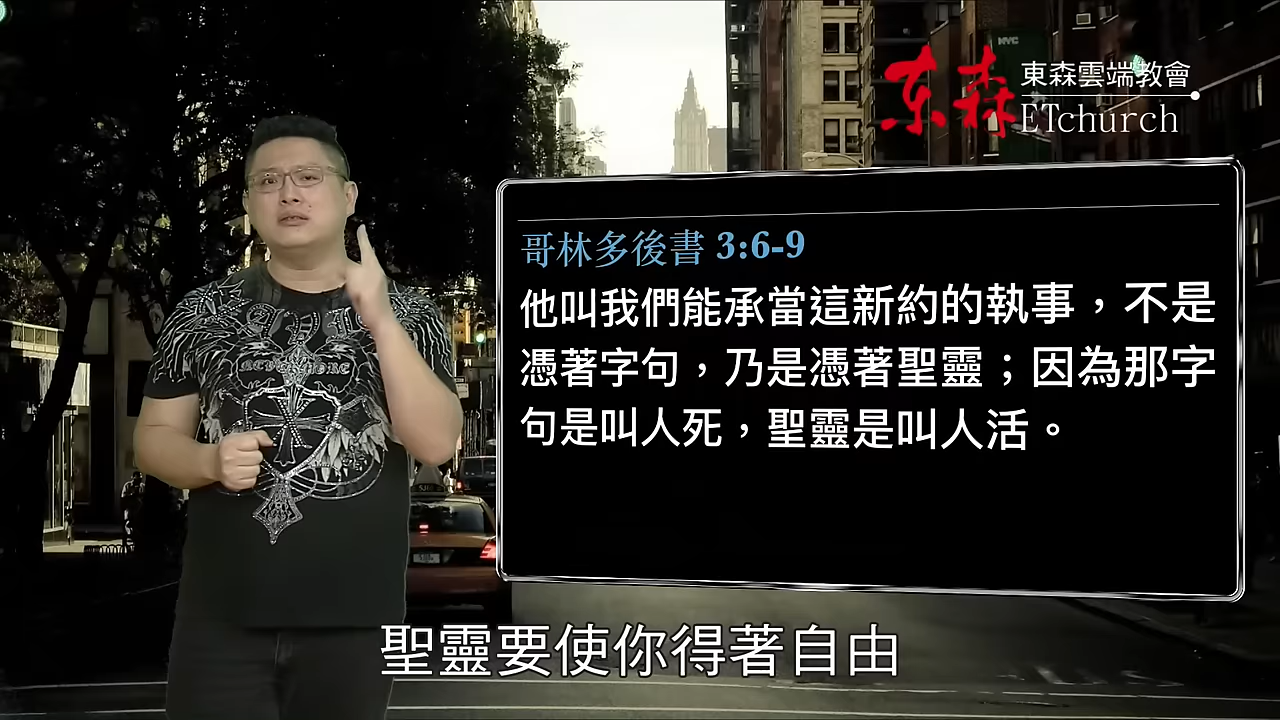 NYC
东森
東森雲端教會
ETchurch
哥林多後書 3:6-9
他叫我們能承當這新約的執事，不是
憑著字句，乃是憑著聖靈；因為那字
句是叫人死，聖靈是叫人活。
聖靈要使你得著自由